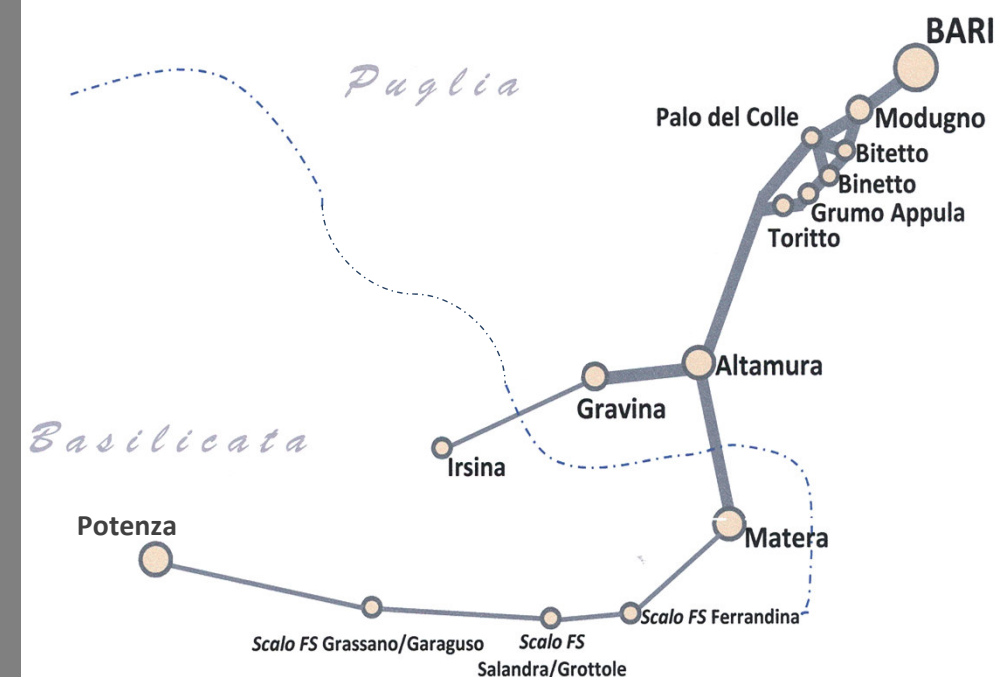 BARI
Puglia
Palo del Colle
Modugno
Bitetto
Binetto
Grumo Appula
Toritto
Altamura
Gravina
Basilicata
Irsina
Potenza
Matera
Scalo FS Ferrandina
Scalo FS Grassano/Garaguso
Scalo FS
Salandra/Grottole